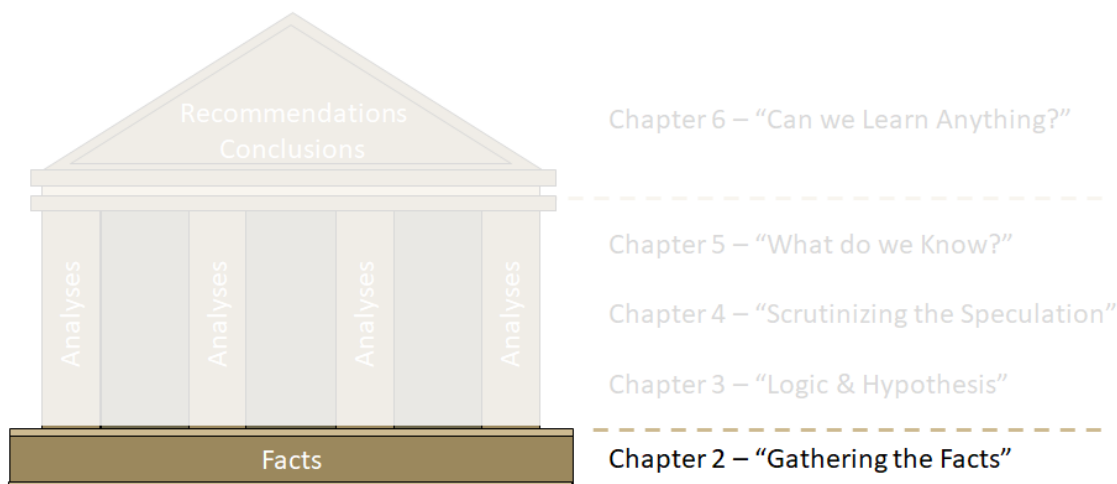 Recommendations
Conclusions
Chapter 6 – “Can we Learn Anything?”
Analyses
Analyses
Analyses
Analyses
Chapter 5 – “What do we Know?”
Chapter 4 – “Scrutinizing the Speculation”
Chapter 3 – “Logic & Hypothesis”
Facts
Chapter 2 – “Gathering the Facts”